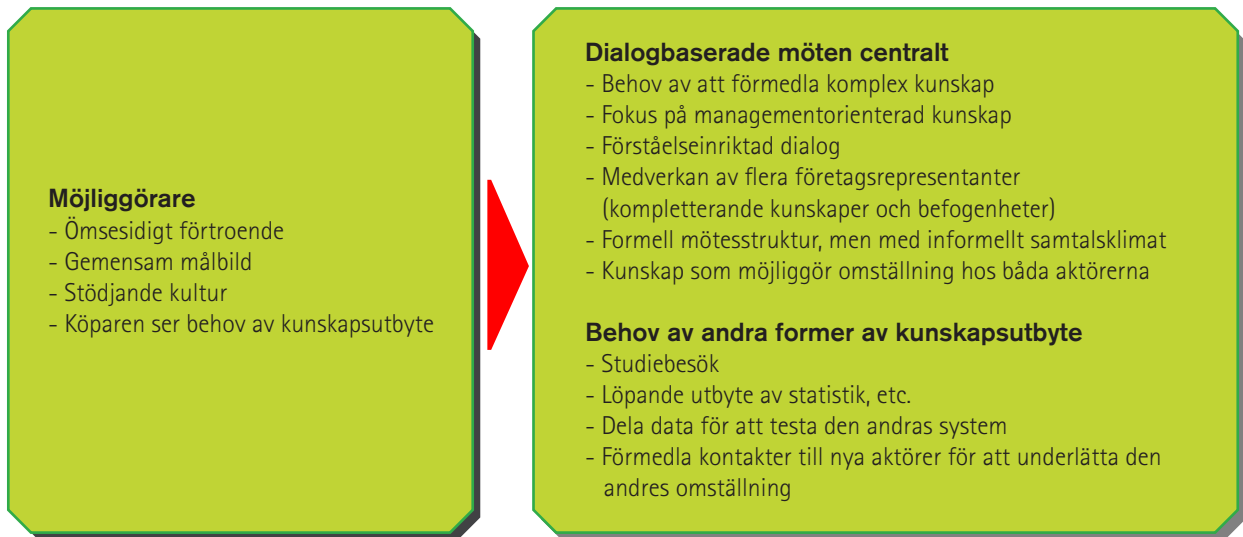 Möjliggörare
- Ömsesidigt förtroende
- Gemensam målbild
- Stödjande kultur
- Köparen ser behov av kunskapsutbyte
Dialogbaserade möten centralt
- Behov av att förmedla komplex kunskap
- Fokus på managementorienterad kunskap
- Förståelseinriktad dialog
- Medverkan av flera företagsrepresentanter
(kompletterande kunskaper och befogenheter)
- Formell mötesstruktur, men med informellt samtalsklimat
- Kunskap som möjliggör omställning hos båda aktörerna
Behov av andra former av kunskapsutbyte
- Studiebesök
- Löpande utbyte av statistik, etc.
- Dela data för att testa den andras system
- Förmedla kontakter till nya aktörer för att underlätta den
andres omställning